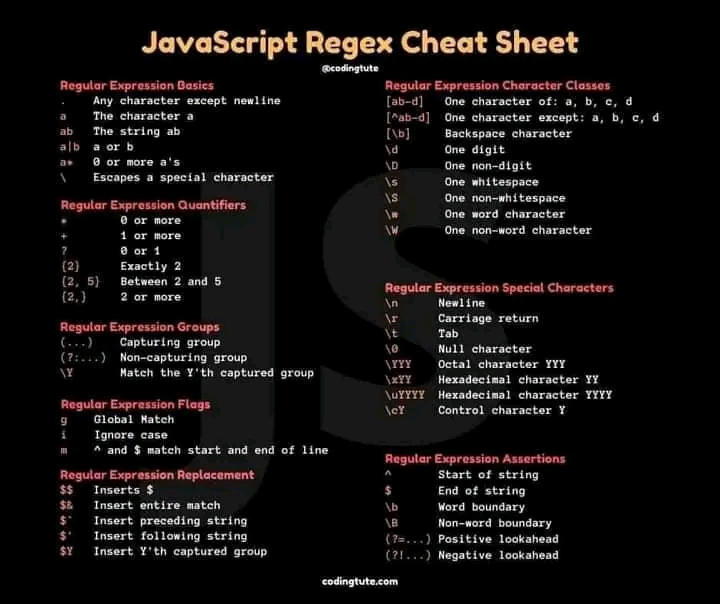 JavaScript Regex Cheat Sheet
@codingtute
Regular Expression Basics
. Any character except newline
a The character a
ab The string ab
a|b a or b
a* 0 or more a's
\ Escapes a special character
Regular Expression Quantifiers
* 0 or more
+ 1 or more
? 0 or 1
{2} Exactly 2
{2, 5} Between 2 and 5
{2,} 2 or more
Regular Expression Groups
(...) Capturing group
(?:...) Non-capturing group
\Y Match the Y'th captured group
Regular Expression Flags
g Global Match
i Ignore case
m ^ and $ match start and end of line
Regular Expression Replacement
$$ Inserts $
$& Insert entire match
$` Insert preceding string
$' Insert following string
$Y Insert Y'th captured group
Regular Expression Character Classes
[ab-d] One character of: a, b, c, d
[^ab-d] One character except: a, b, c, d
[\b] Backspace character
\d One digit
\D One non-digit
\s One whitespace
\S One non-whitespace
\w One word character
\W One non-word character
Regular Expression Special Characters
\n Newline
\r Carriage return
\t Tab
\0 Null character
\YYY Octal character YYY
\xYY Hexadecimal character YY
\uYYYY Hexadecimal character YYYY
\cY Control character Y
Regular Expression Assertions
^ Start of string
$ End of string
\b Word boundary
\B Non-word boundary
(?=...) Positive lookahead
(?!...) Negative lookahead
JS
codingtute.com